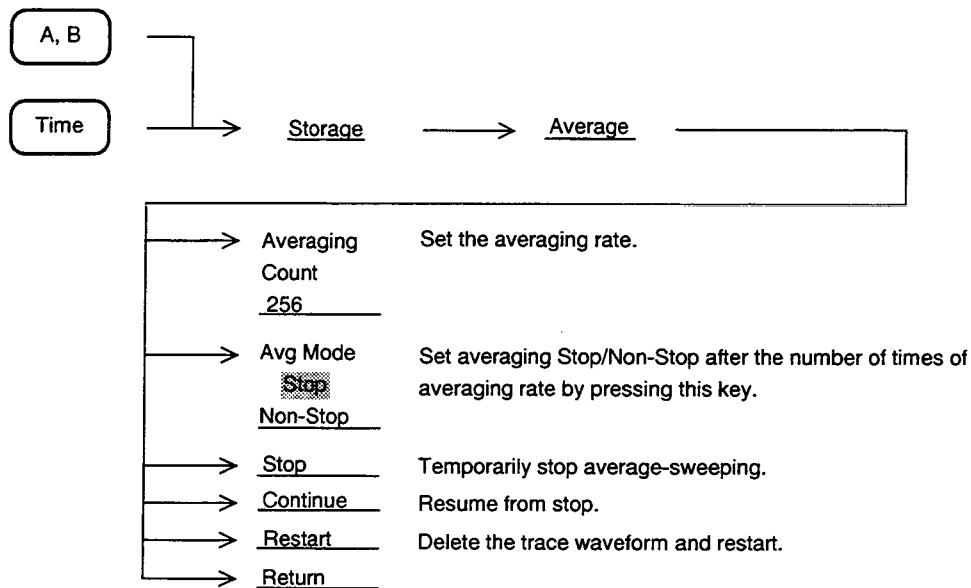 A, B
Time
Storage
Average
Averaging
Count
256
Set the averaging rate.
Avg Mode
Stop
Non-Stop
Set averaging Stop/Non-Stop after the number of times of
averaging rate by pressing this key.
Stop
Temporarily stop average-sweeping.
Continue
Resume from stop.
Restart
Delete the trace waveform and restart.
Return